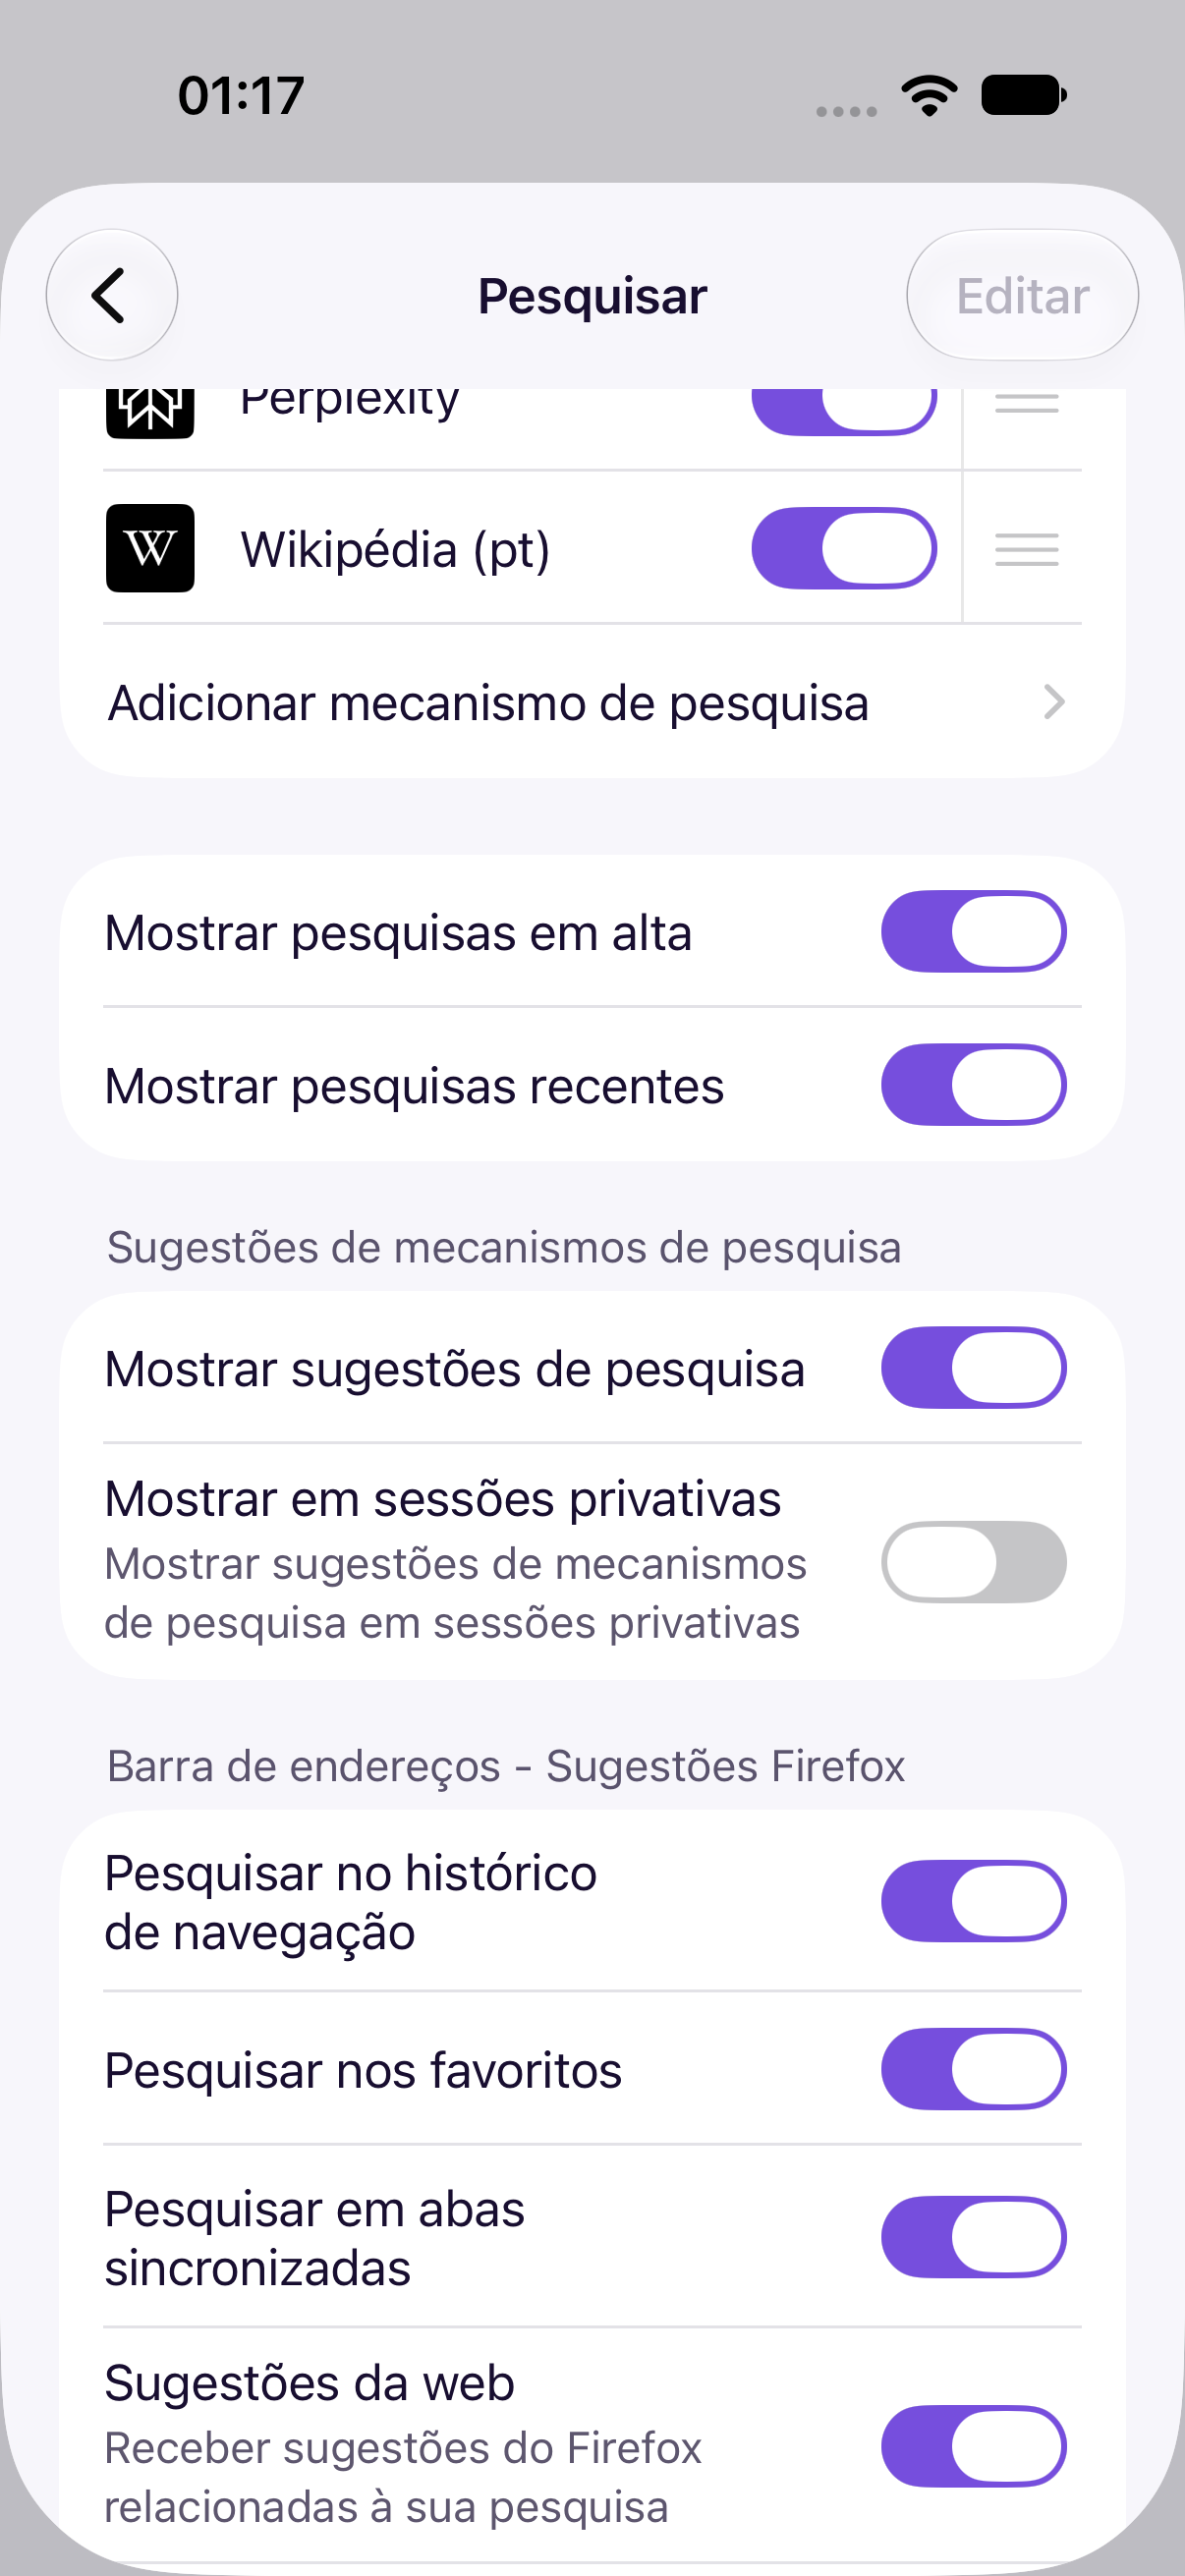 01:17
Pesquisar
Editar
Perplexity
W
Wikipédia (pt)
Adicionar mecanismo de pesquisa
Mostrar pesquisas em alta
Mostrar pesquisas recentes
Sugestões de mecanismos de pesquisa
Mostrar sugestões de pesquisa
Mostrar em sessões privativas
Mostrar sugestões de mecanismos
de pesquisa em sessões privativas
Barra de endereços - Sugestões Firefox
Pesquisar no histórico
de navegação
Pesquisar nos favoritos
Pesquisar em abas
sincronizadas
Sugestões da web
Receber sugestões do Firefox
relacionadas à sua pesquisa